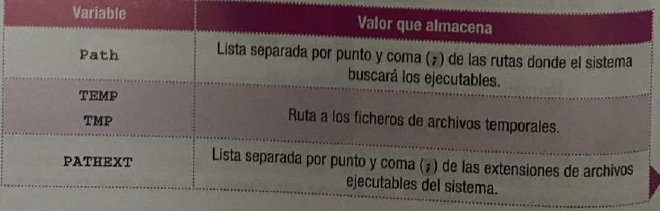 Variable
Valor que almacena
Path
Lista separada por punto y coma (;) de las rutas donde el sistema
buscará los ejecutables.
TEMP
TMP
Ruta a los ficheros de archivos temporales.
PATHEXT
Lista separada por punto y coma (;) de las extensiones de archivos
ejecutables del sistema.